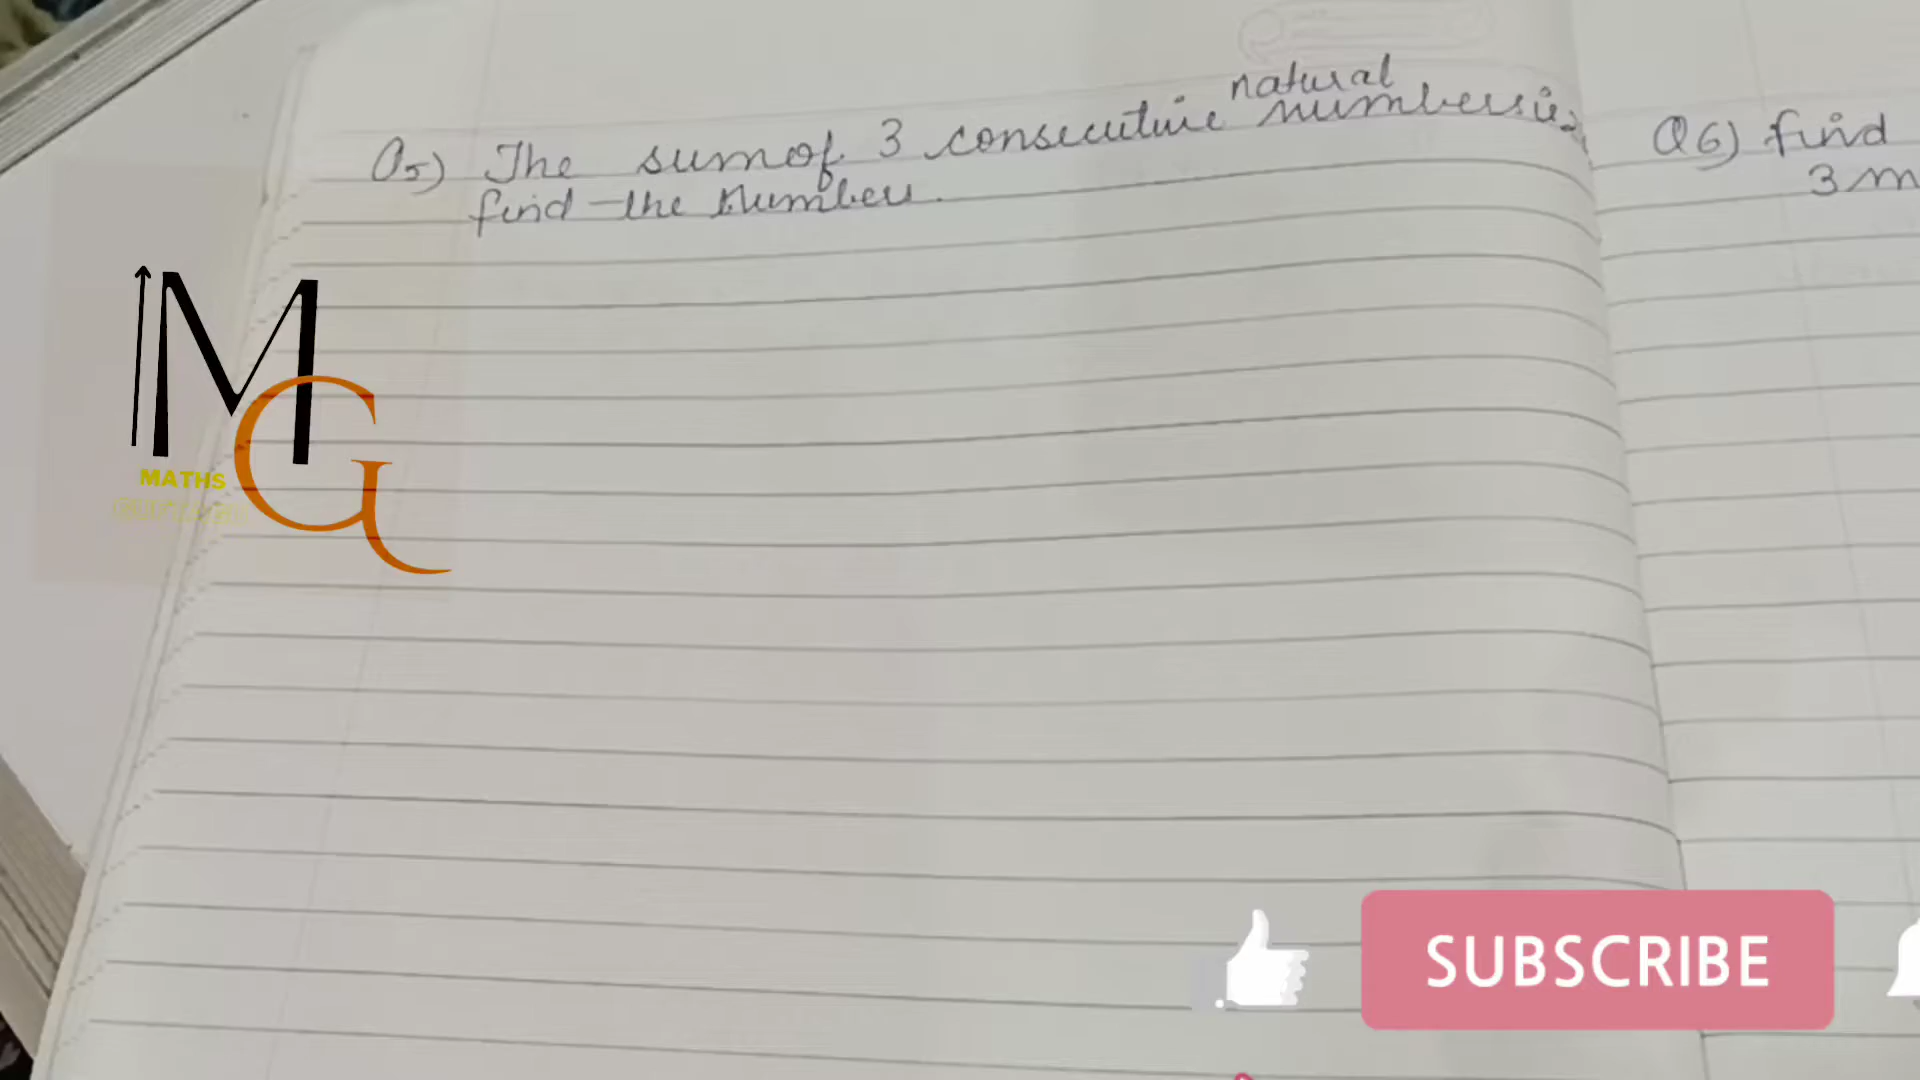 Q5) The sum of 3 consecutive natural numbers is
find the Number.
Q6) find
3 m
MATHS
SUBSCRIBE